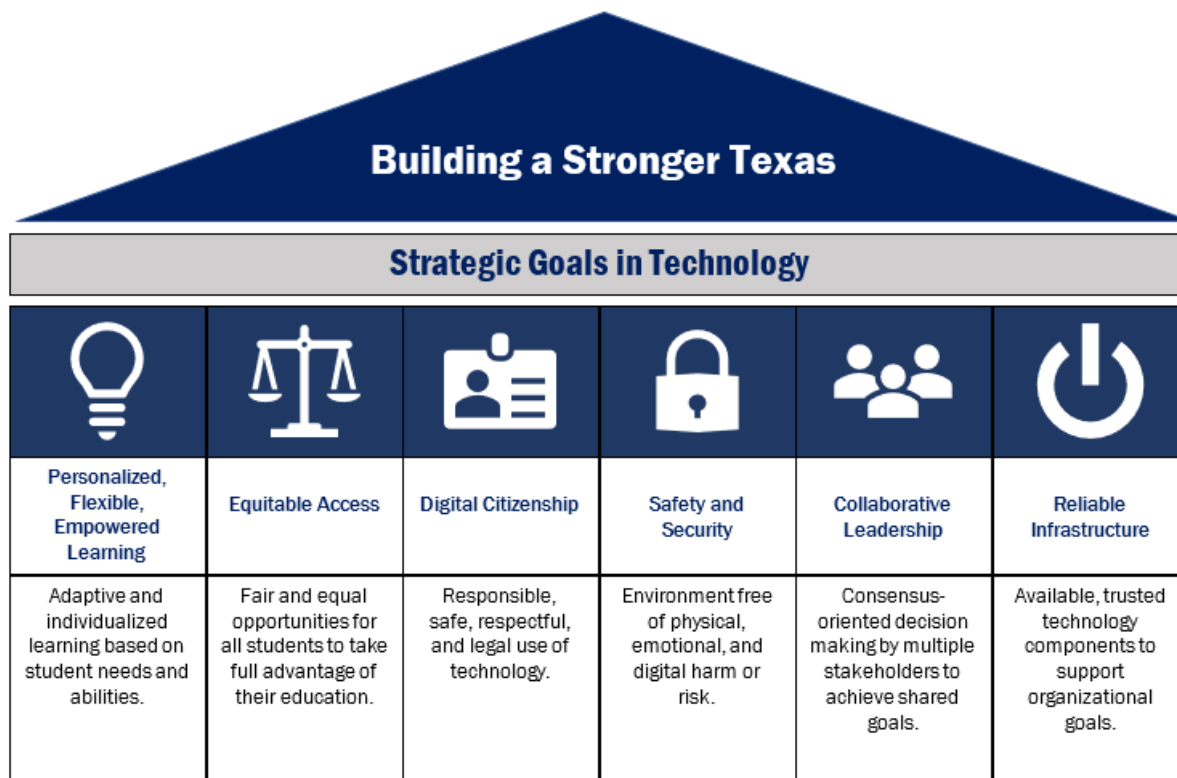 Building a Stronger Texas
Strategic Goals in Technology
Personalized,
Flexible,
Empowered
Learning
Equitable Access
Digital Citizenship
Safety and
Security
Collaborative
Leadership
Reliable
Infrastructure
Adaptive and
individualized
learning based on
student needs and
abilities.
Fair and equal
opportunities for
all students to take
full advantage of
their education.
Responsible,
safe, respectful,
and legal use of
technology.
Environment free
of physical,
emotional, and
digital harm or
risk.
Consensus-
oriented decision
making by multiple
stakeholders to
achieve shared
goals.
Available, trusted
technology
components to
support
organizational
goals.